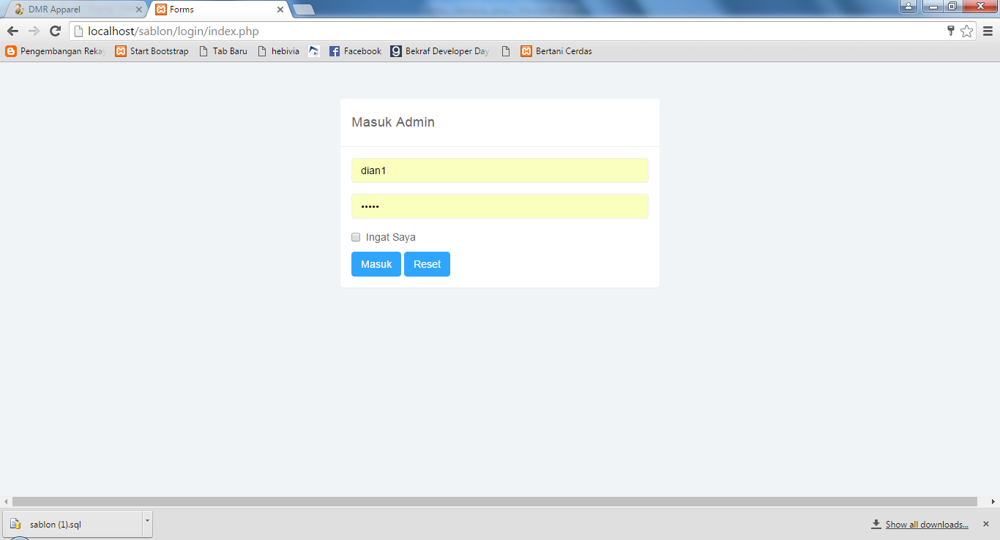 DMR Apparel
Forms
localhost/sablon/login/index.php
Pengembangan Reka Start Bootstrap Tab Baru hebivia Facebook Bekraf Developer Day Bertani Cerdas
Masuk Admin
dian1
•••••
Ingat Saya
Masuk Reset
sablon (1).sql
Show all downloads...